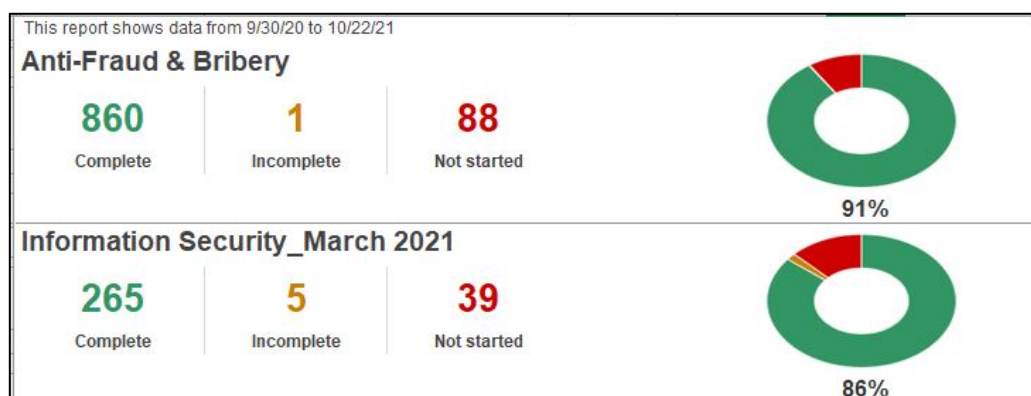 This report shows data from 9/30/20 to 10/22/21
Anti-Fraud & Bribery
860 1 88
Complete Incomplete Not started
91%
Information Security_March 2021
265 5 39
Complete Incomplete Not started
86%